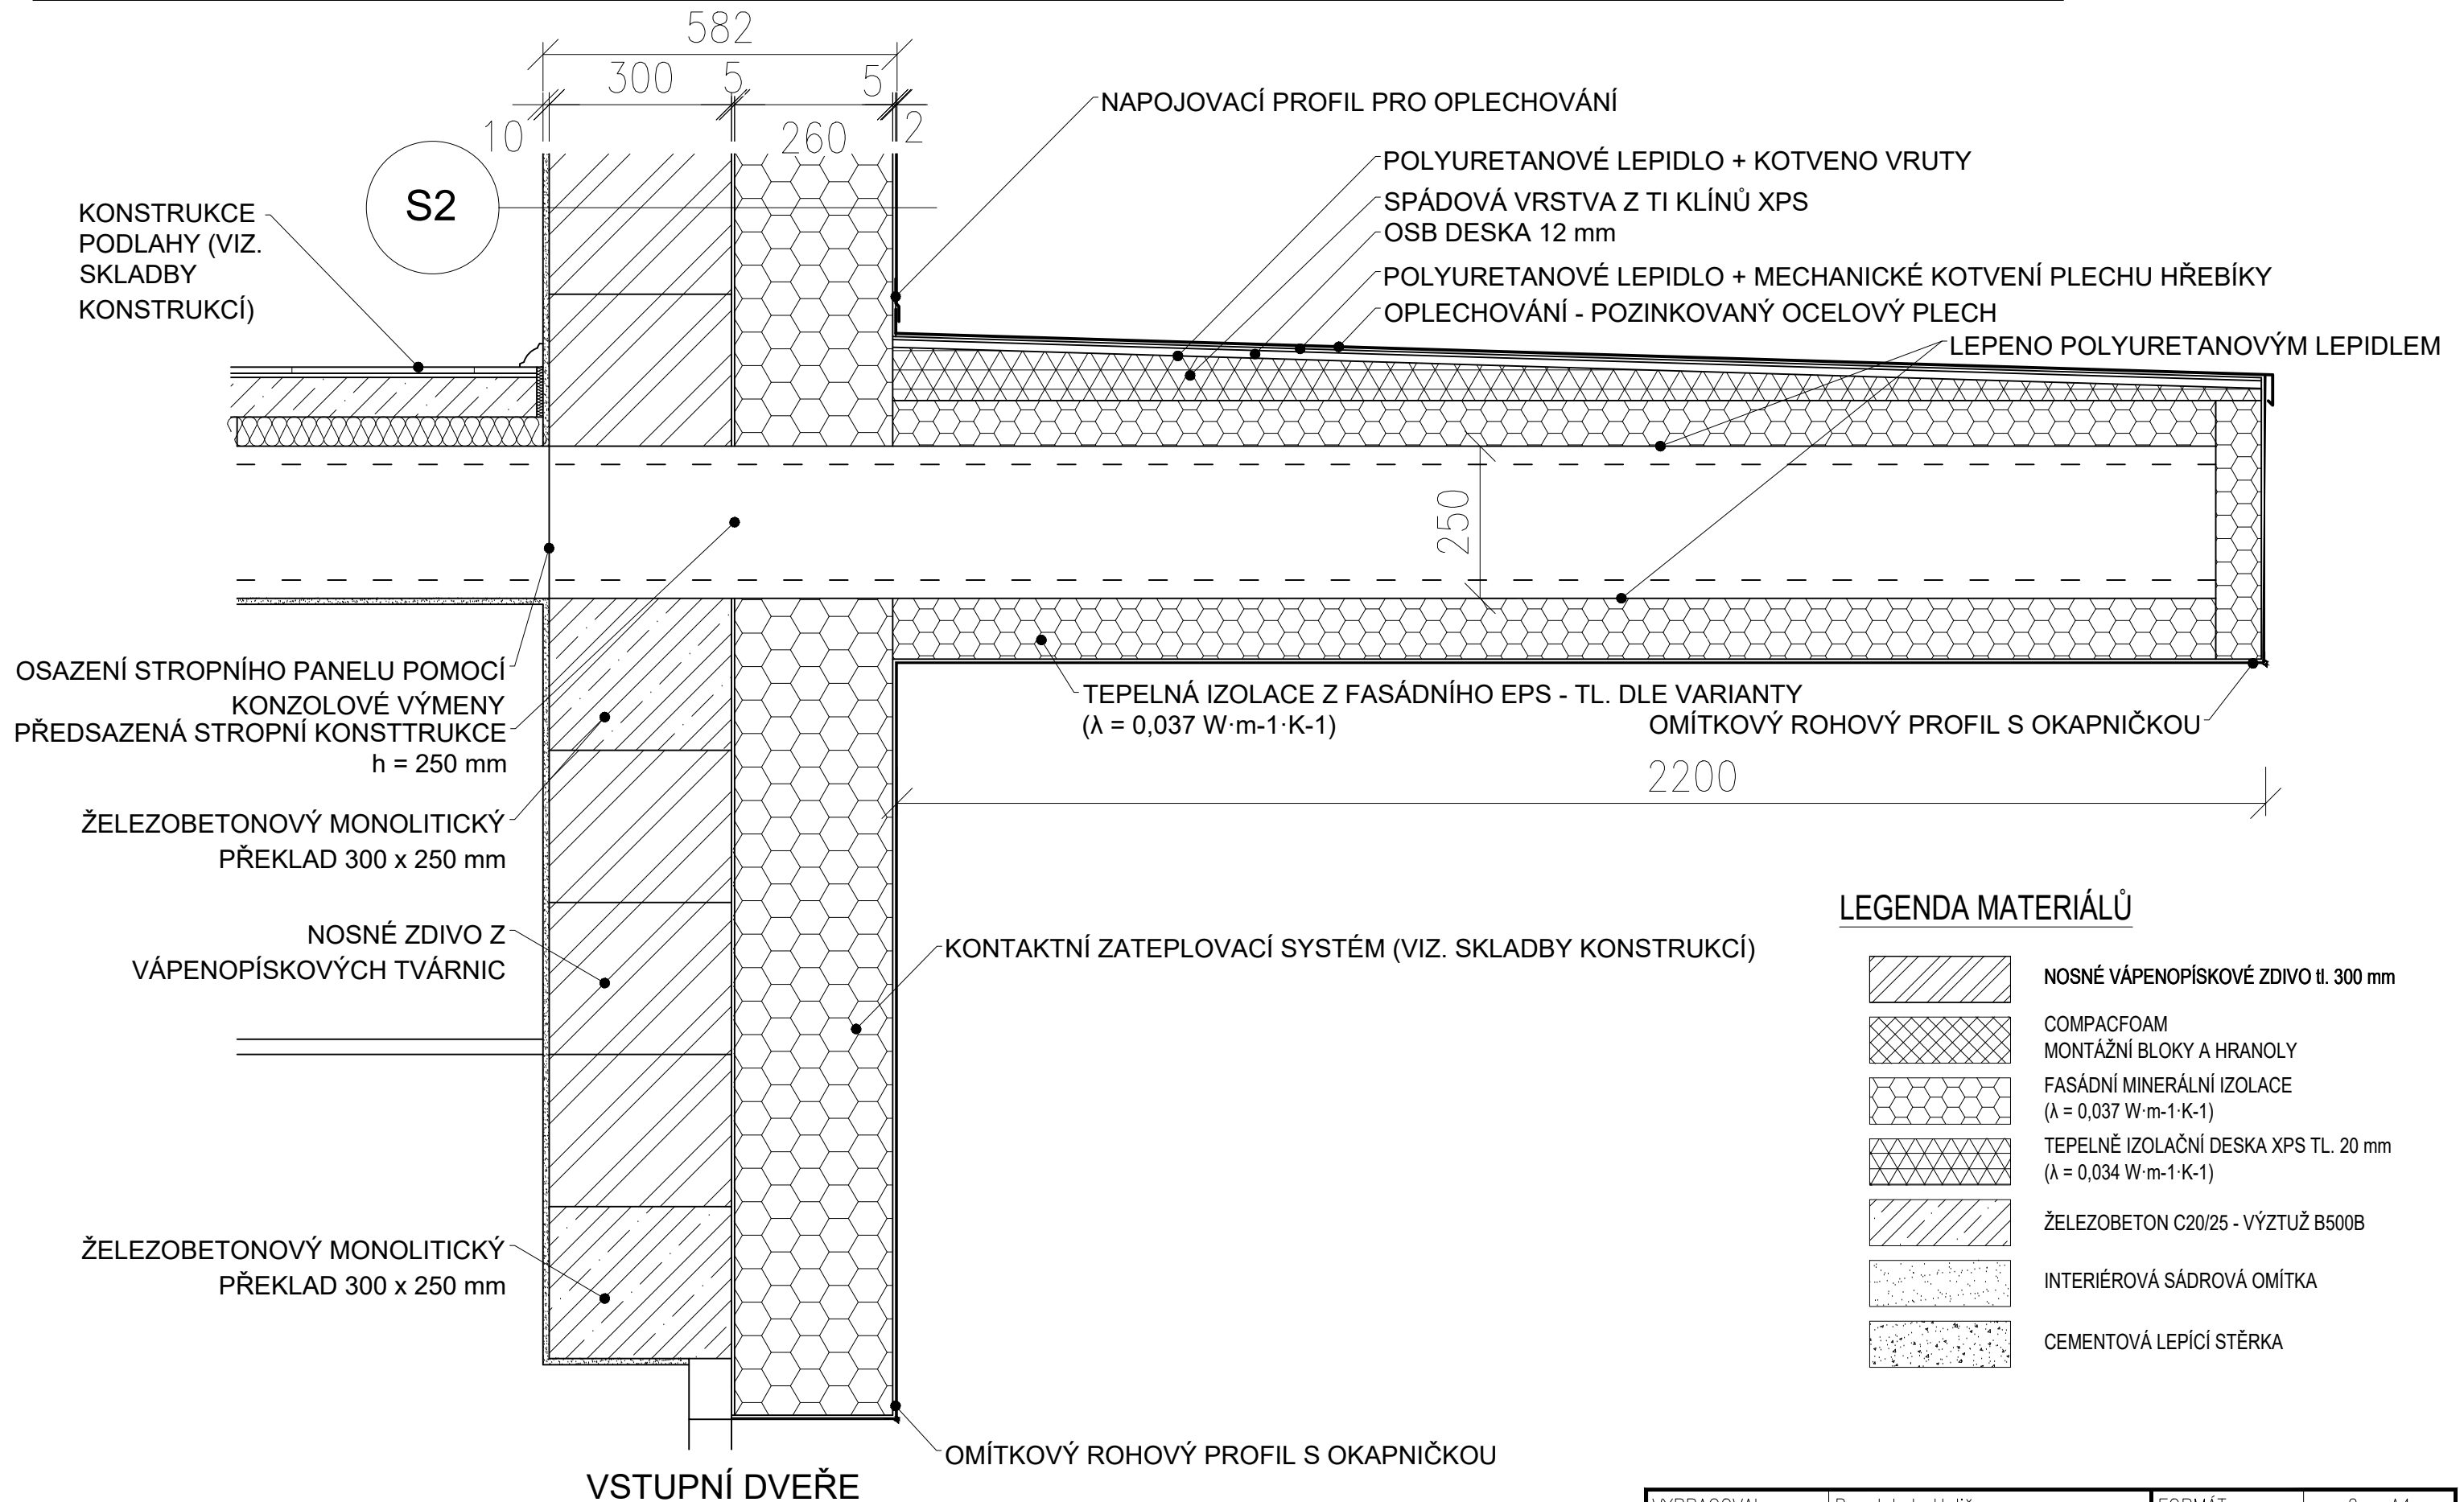 582
300
5
5
10
260
2
S2
KONSTRUKCE
PODLAHY (VIZ.
SKLADBY
KONSTRUKCÍ)
NAPOJOVACÍ PROFIL PRO OPLECHOVÁNÍ
POLYURETANOVÉ LEPIDLO + KOTVENO VRUTY
SPÁDOVÁ VRSTVA Z TI KLÍNŮ XPS
OSB DESKA 12 mm
POLYURETANOVÉ LEPIDLO + MECHANICKÉ KOTVENÍ PLECHU HŘEBÍKY
OPLECHOVÁNÍ - POZINKOVANÝ OCELOVÝ PLECH
LEPENO POLYURETANOVÝM LEPIDLEM
250
OSAZENÍ STROPNÍHO PANELU POMOCÍ
KONZOLOVÉ VÝMENY
PŘEDSAZENÁ STROPNÍ KONSTTRUKCE
h = 250 mm
ŽELEZOBETONOVÝ MONOLITICKÝ
PŘEKLAD 300 x 250 mm
NOSNÉ ZDIVO Z
VÁPENOPÍSKOVÝCH TVÁRNIC
ŽELEZOBETONOVÝ MONOLITICKÝ
PŘEKLAD 300 x 250 mm
TEPELNÁ IZOLACE Z FASÁDNÍHO EPS - TL. DLE VARIANTY
(λ = 0,037 W·m-1·K-1)
OMÍTKOVÝ ROHOVÝ PROFIL S OKAPNIČKOU
2200
KONTAKTNÍ ZATEPLOVACÍ SYSTÉM (VIZ. SKLADBY KONSTRUKCÍ)
OMÍTKOVÝ ROHOVÝ PROFIL S OKAPNIČKOU
VSTUPNÍ DVEŘE
LEGENDA MATERIÁLŮ
NOSNÉ VÁPENOPÍSKOVÉ ZDIVO tl. 300 mm
COMPACFOAM
MONTÁŽNÍ BLOKY A HRANOLY
FASÁDNÍ MINERÁLNÍ IZOLACE
(λ = 0,037 W·m-1·K-1)
TEPELNĚ IZOLAČNÍ DESKA XPS TL. 20 mm
(λ = 0,034 W·m-1·K-1)
ŽELEZOBETON C20/25 - VÝZTUŽ B500B
INTERIÉROVÁ SÁDROVÁ OMÍTKA
CEMENTOVÁ LEPÍCÍ STĚRKA